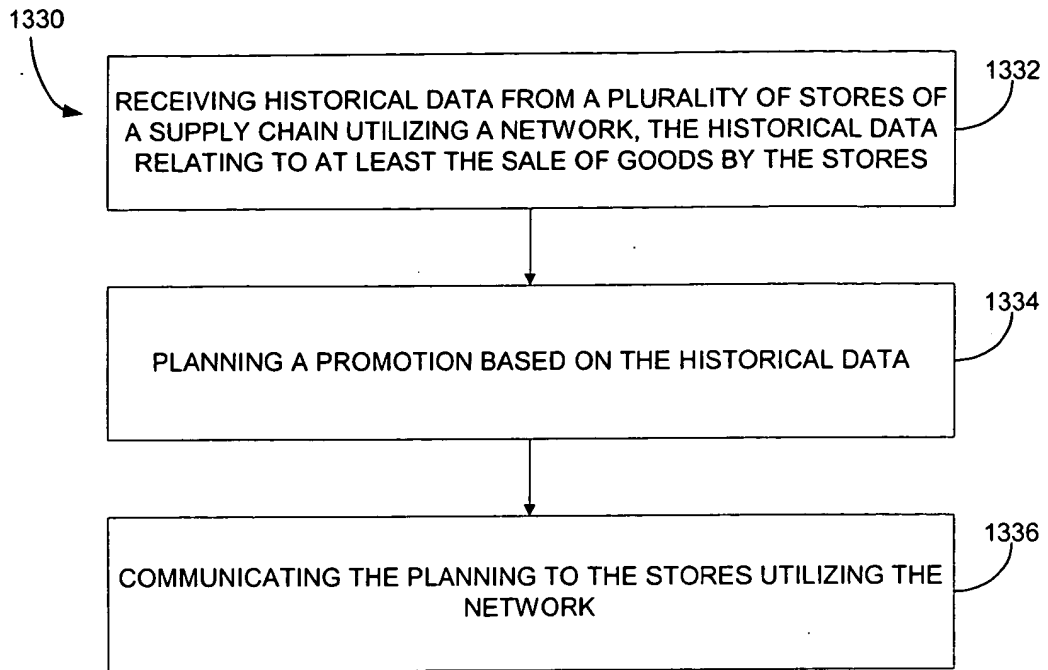 1330
1332
RECEIVING HISTORICAL DATA FROM A PLURALITY OF STORES OF
A SUPPLY CHAIN UTILIZING A NETWORK, THE HISTORICAL DATA
RELATING TO AT LEAST THE SALE OF GOODS BY THE STORES
1334
PLANNING A PROMOTION BASED ON THE HISTORICAL DATA
1336
COMMUNICATING THE PLANNING TO THE STORES UTILIZING THE
NETWORK